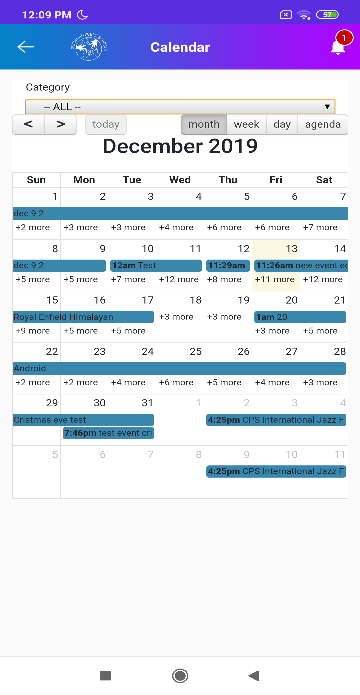 12:09 PM
57
Calendar
1
Category
-- ALL --
< > today month week day agenda
December 2019
Sun Mon Tue Wed Thu Fri Sat
1 2 3 4 5 6 7
dec 9 2
+2 more +3 more +3 more +4 more +6 more +6 more +7 more
8 9 10 11 12 13 14
dec 9 2 12am Test 11:29am 11:26am new event ec
+5 more +5 more +7 more +12 more +8 more +11 more +12 more
15 16 17 18 19 20 21
Royal Enfield Himalayan +3 more +3 more 1am 20
+9 more +5 more +5 more +3 more +5 more
22 23 24 25 26 27 28
Android
+2 more +2 more +4 more +6 more +5 more +4 more +3 more
29 30 31 1 2 3 4
Cristmas eve test 4:25pm CPS International Jazz F
7:46pm test event cri
5 6 7 8 9 10 11
4:25pm CPS International Jazz F